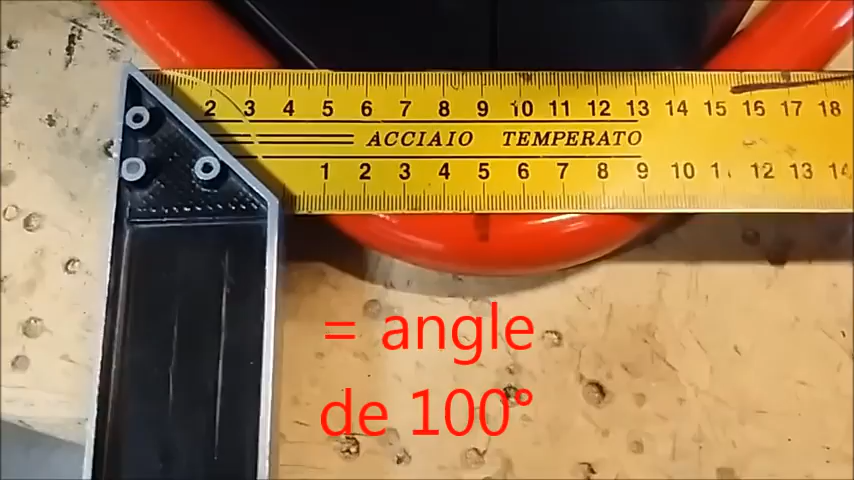 2 3 4 5 6 7 8 9 10 11 12 13 14 15 16 17 18
ACCIAIO TEMPERATO
1 2 3 4 5 6 7 8 9 10 12 13
= angle
de 100°